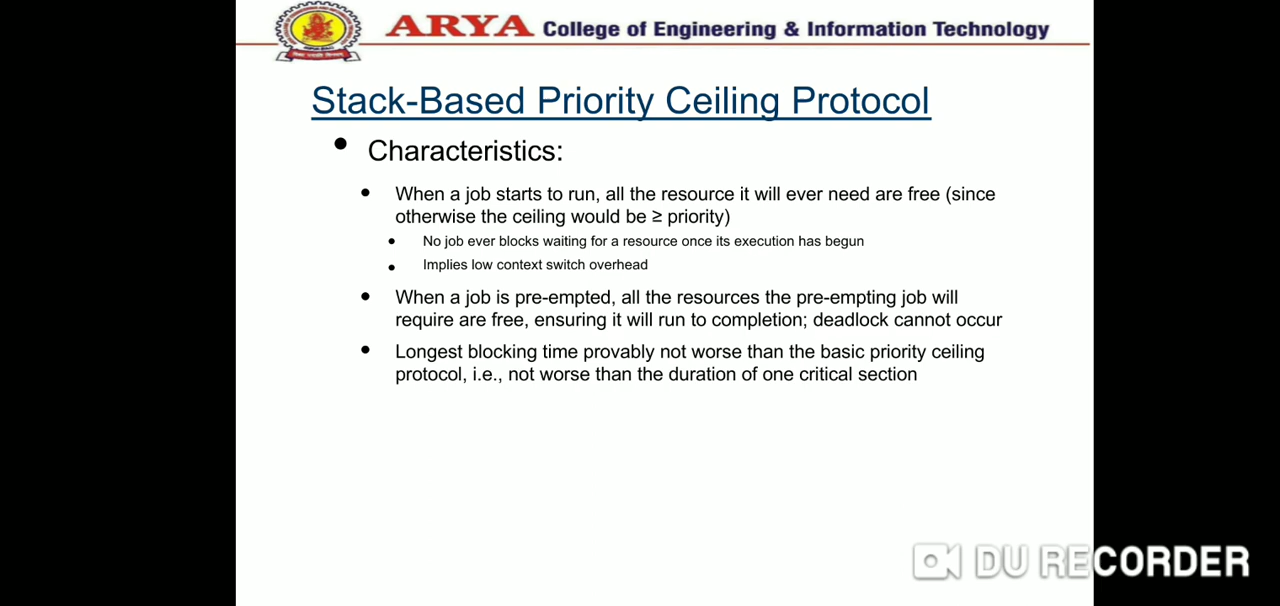 ARYA College of Engineering & Information Technology
Stack-Based Priority Ceiling Protocol
• Characteristics:
• When a job starts to run, all the resource it will ever need are free (since
otherwise the ceiling would be ≥ priority)
• No job ever blocks waiting for a resource once its execution has begun
• Implies low context switch overhead
• When a job is pre-empted, all the resources the pre-empting job will
require are free, ensuring it will run to completion; deadlock cannot occur
• Longest blocking time provably not worse than the basic priority ceiling
protocol, i.e., not worse than the duration of one critical section
DU RECORDER